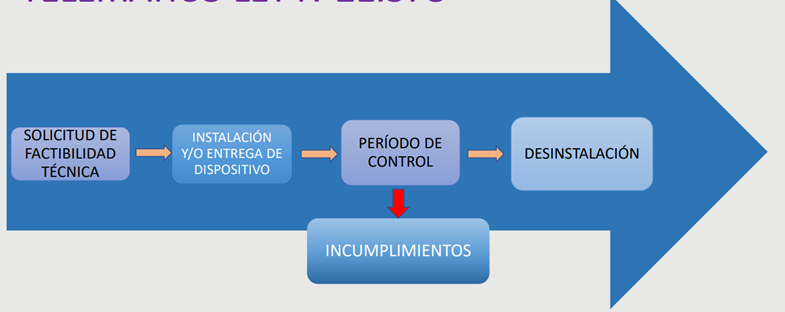 SOLICITUD DE
FACTIBILIDAD
TÉCNICA
INSTALACIÓN
Y/O ENTREGA DE
DISPOSITIVO
PERÍODO DE
CONTROL
DESINSTALACIÓN
INCUMPLIMIENTOS